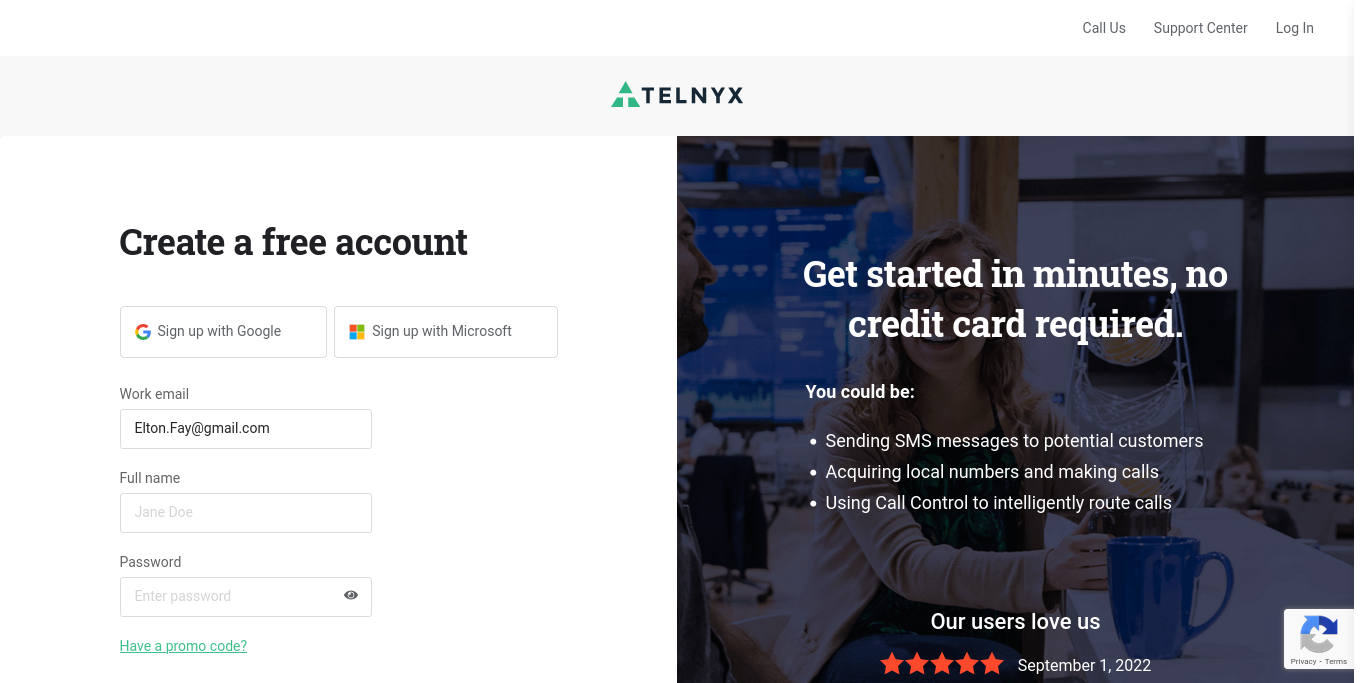 Call Us Support Center Log In
TELNYX
Create a free account
Sign up with Google Sign up with Microsoft
Work email
Elton.Fay@gmail.com
Full name
Jane Doe
Password
Enter password
Have a promo code?
Get started in minutes, no
credit card required.
You could be:
• Sending SMS messages to potential customers
• Acquiring local numbers and making calls
• Using Call Control to intelligently route calls
Our users love us
September 1, 2022
Privacy - Terms